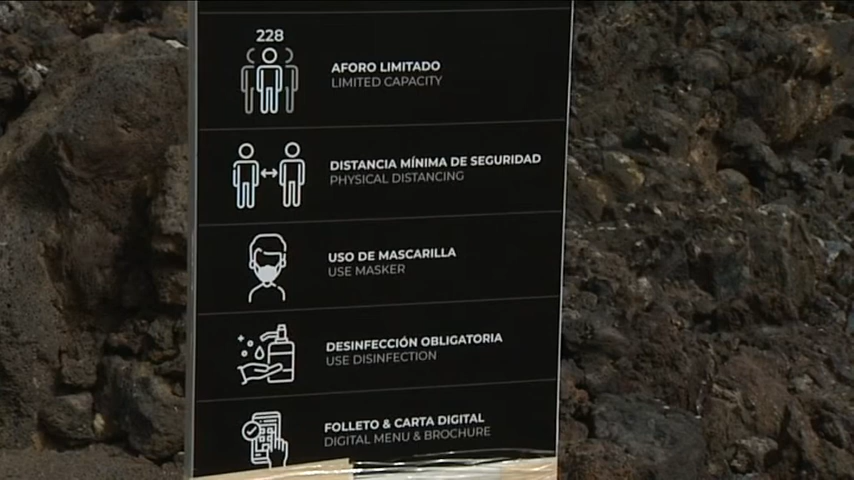 228
AFORO LIMITADO
LIMITED CAPACITY
DISTANCIA MÍNIMA DE SEGURIDAD
PHYSICAL DISTANCING
USO DE MASCARILLA
USE MASKER
DESINFECCIÓN OBLIGATORIA
USE DISINFECTION
FOLLETO & CARTA DIGITAL
DIGITAL MENU & BROCHURE